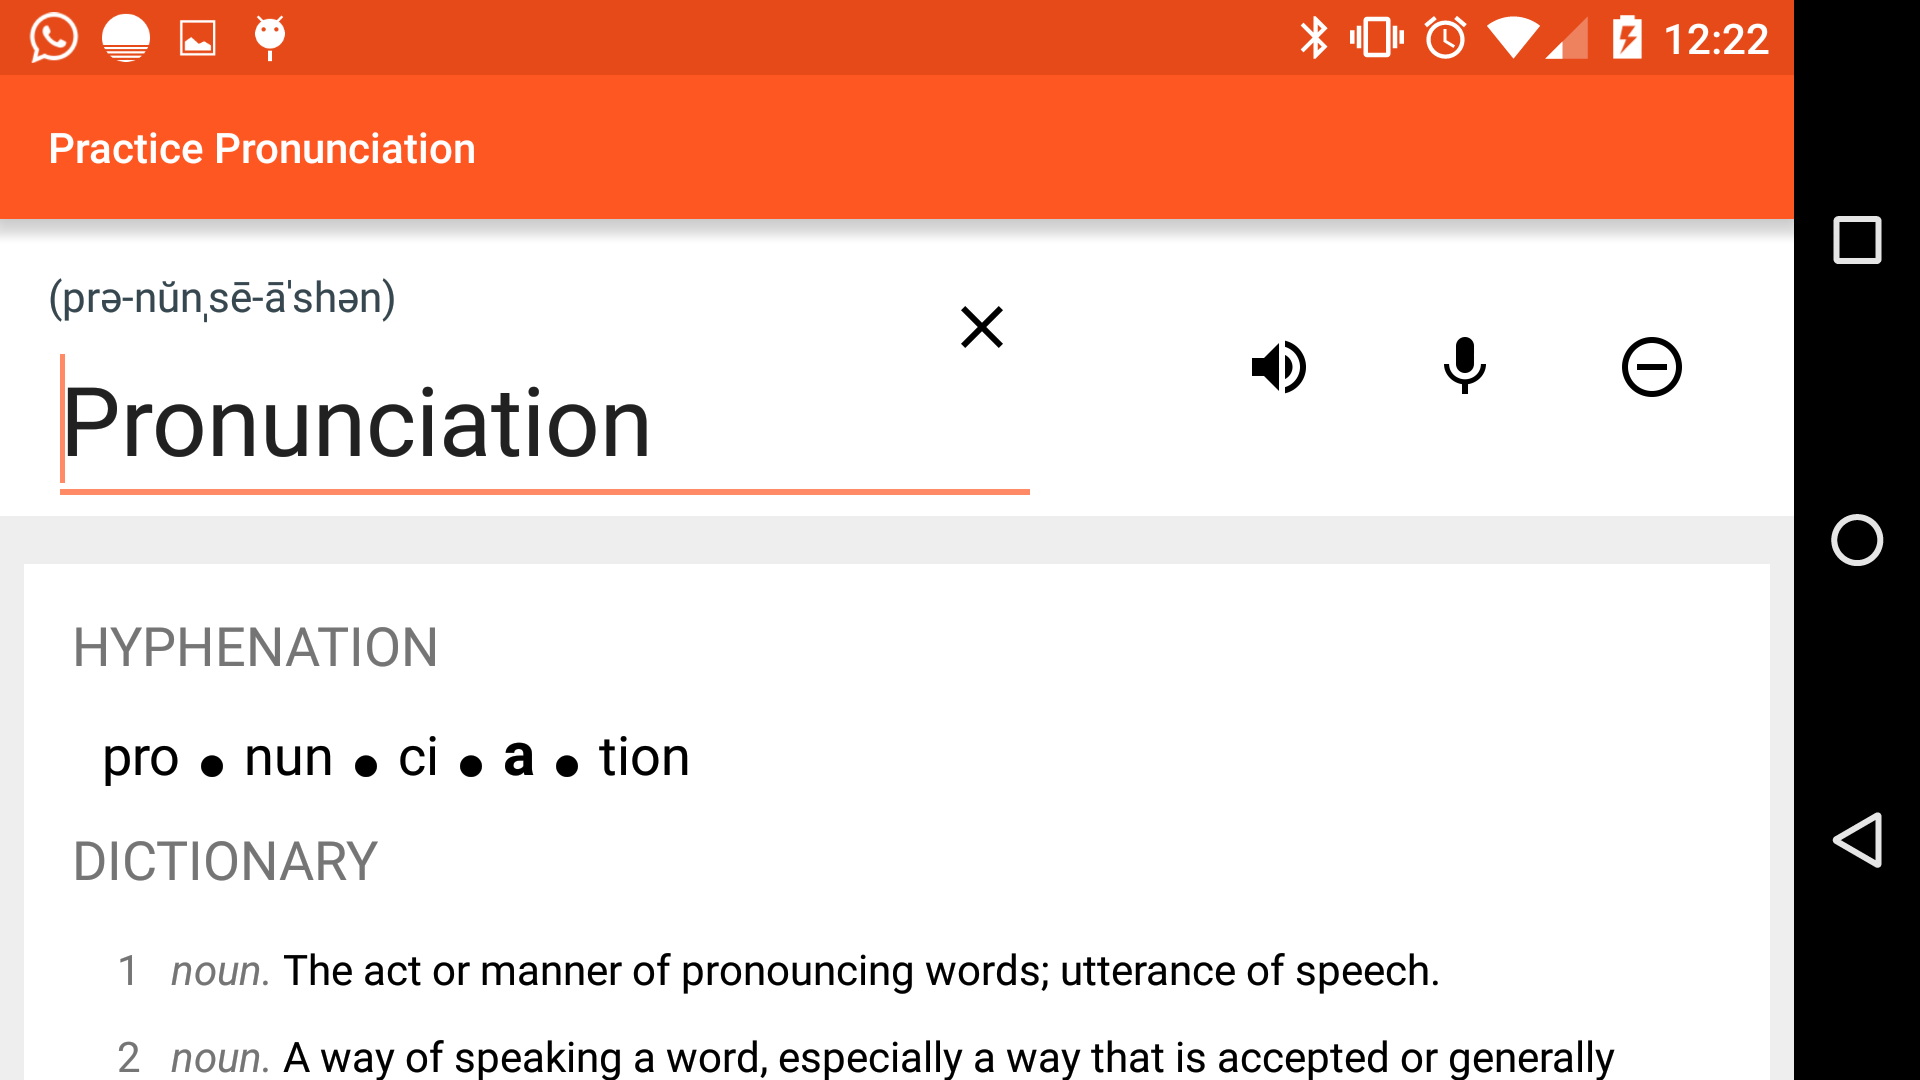 12:22
Practice Pronunciation
(prə-nŭnˌsē-ā'shən)
Pronunciation
HYPHENATION
pro ● nun ● ci ● a ● tion
DICTIONARY
1 noun. The act or manner of pronouncing words; utterance of speech.
2 noun. A way of speaking a word, especially a way that is accepted or generally